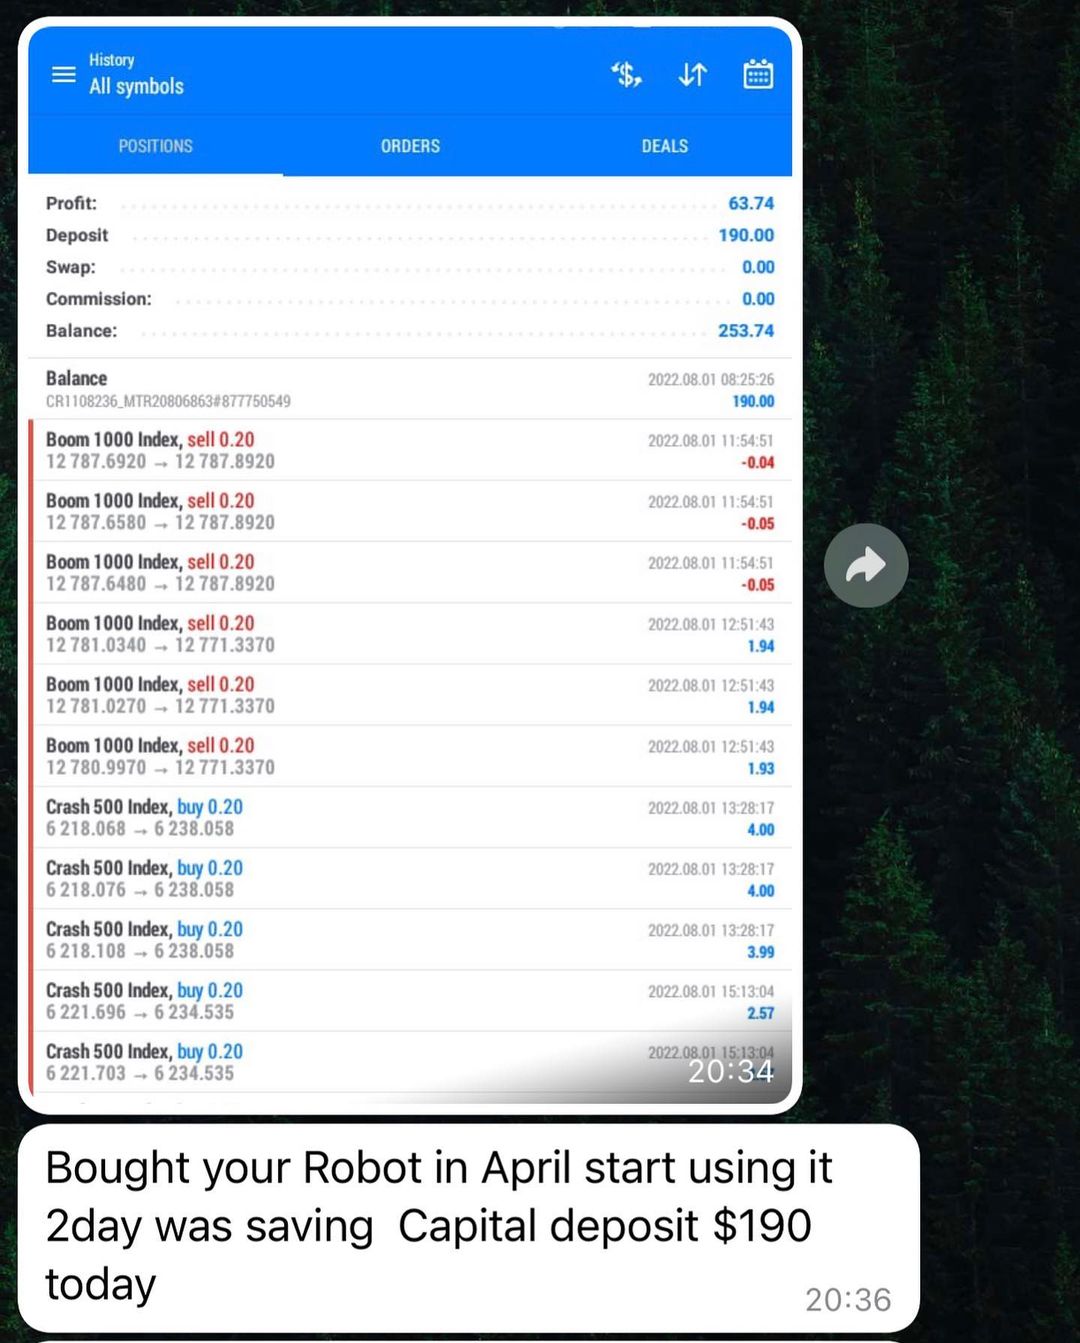 History
All symbols
POSITIONS ORDERS DEALS
Profit: 63.74
Deposit 190.00
Swap: 0.00
Commission: 0.00
Balance: 253.74
Balance 2022.08.01 08:25:26
CR1108236_MTR20806863#877750549 190.00
Boom 1000 Index, sell 0.20 2022.08.01 11:54:51
12 787.6920 → 12 787.8920 -0.04
Boom 1000 Index, sell 0.20 2022.08.01 11:54:51
12 787.6580 → 12 787.8920 -0.05
Boom 1000 Index, sell 0.20 2022.08.01 11:54:51
12 787.6480 → 12 787.8920 -0.05
Boom 1000 Index, sell 0.20 2022.08.01 12:51:43
12 781.0340 → 12 771.3370 1.94
Boom 1000 Index, sell 0.20 2022.08.01 12:51:43
12 781.0270 → 12 771.3370 1.94
Boom 1000 Index, sell 0.20 2022.08.01 12:51:43
12 780.9970 → 12 771.3370 1.93
Crash 500 Index, buy 0.20 2022.08.01 13:28:17
6 218.068 → 6 238.058 4.00
Crash 500 Index, buy 0.20 2022.08.01 13:28:17
6 218.076 → 6 238.058 4.00
Crash 500 Index, buy 0.20 2022.08.01 13:28:17
6 218.108 → 6 238.058 3.99
Crash 500 Index, buy 0.20 2022.08.01 15:13:04
6 221.696 → 6 234.535 2.57
Crash 500 Index, buy 0.20 2022.08.01 15:13:04
6 221.703 → 6 234.535
20:34
Bought your Robot in April start using it
2day was saving  Capital deposit $190
today
20:36